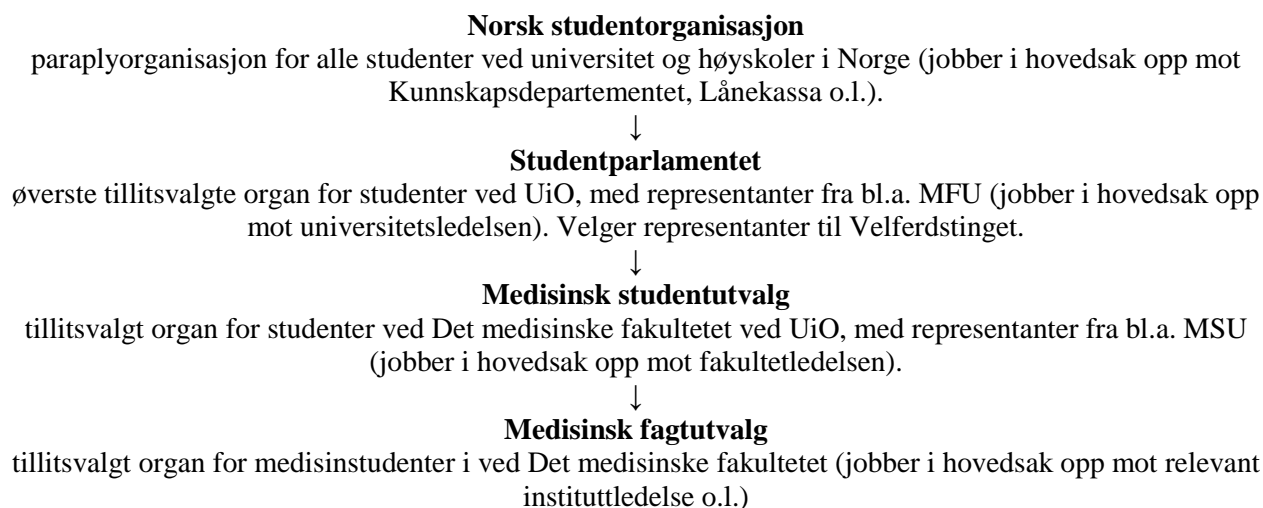 Norsk studentorganisasjon
paraplyorganisasjon for alle studenter ved universitet og høyskoler i Norge (jobber i hovedsak opp mot
Kunnskapsdepartementet, Lånekassa o.l.).
↓
Studentparlamentet
øverste tillitsvalgte organ for studenter ved UiO, med representanter fra bl.a. MFU (jobber i hovedsak opp
mot universitetsledelsen). Velger representanter til Velferdstinget.
↓
Medisinsk studentutvalg
tillitsvalgt organ for studenter ved Det medisinske fakultetet ved UiO, med representanter fra bl.a. MSU
(jobber i hovedsak opp mot fakultetledelsen).
↓
Medisinsk fagtutvalg
tillitsvalgt organ for medisinstudenter i ved Det medisinske fakultetet (jobber i hovedsak opp mot relevant
instituttledelse o.l.)